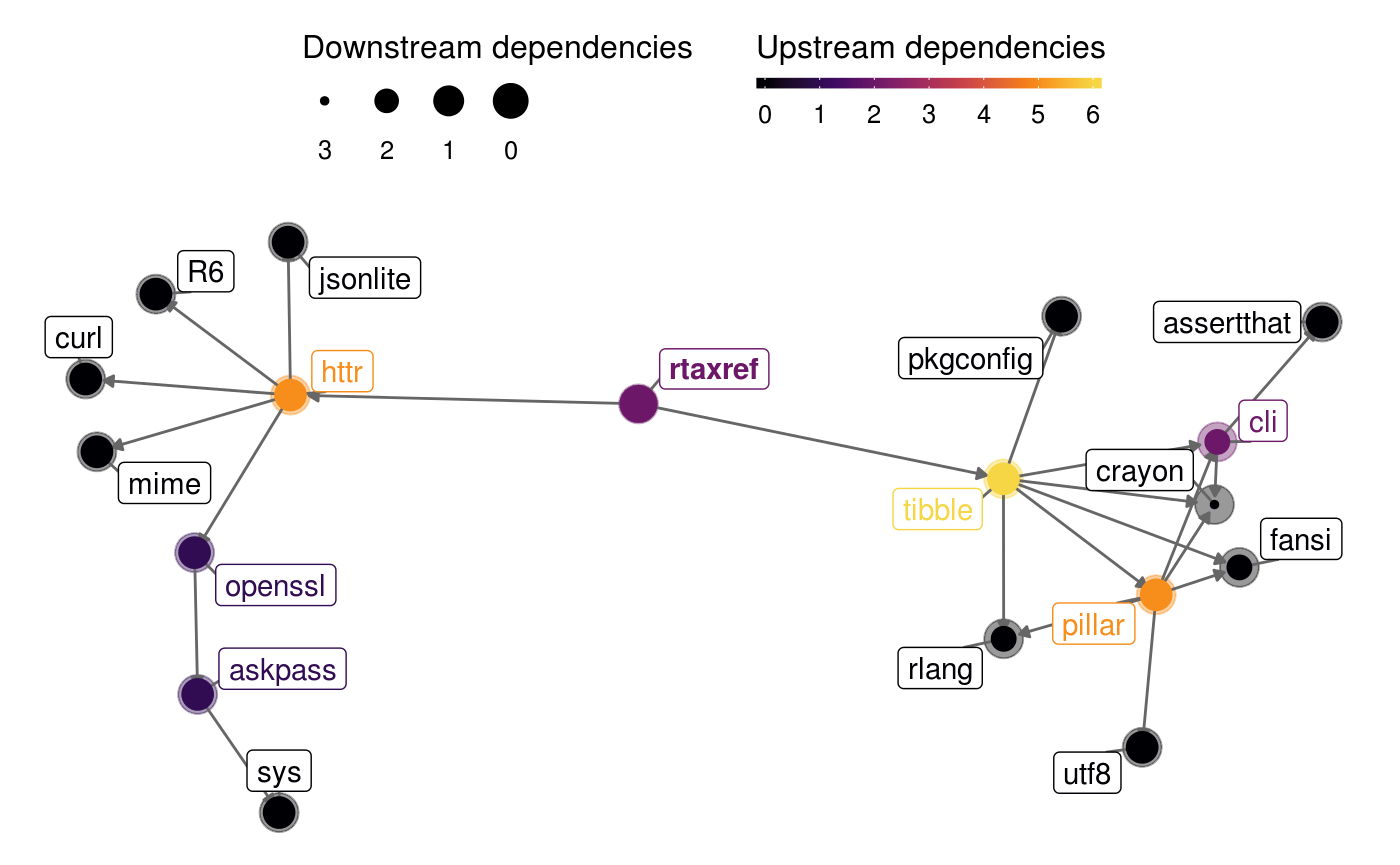 Downstream dependencies
3 2 1 0
Upstream dependencies
0 1 2 3 4 5 6
R6
jsonlite
curl
httr
rtaxref
mime
openssl
askpass
sys
pkgconfig
assertthat
cli
crayon
tibble
fansi
pillar
rlang
utf8